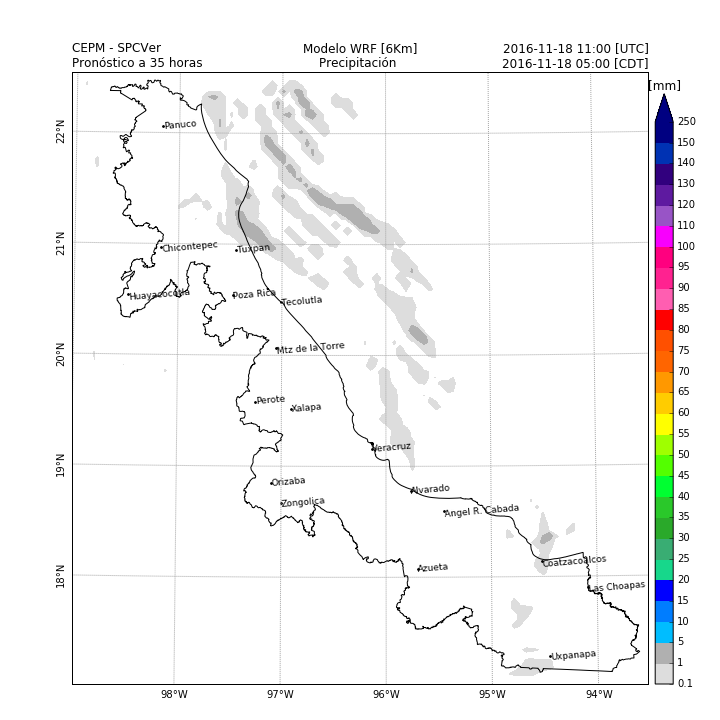 CEPM - SPCVer
Modelo WRF [6Km]
2016-11-18 11:00 [UTC]
Pronóstico a 35 horas
Precipitación
2016-11-18 05:00 [CDT]
[mm]
250
150
140
130
120
110
100
95
90
85
80
75
70
65
60
55
50
45
40
35
30
25
20
15
10
5
1
0.1
22°N
21°N
20°N
19°N
18°N
Panuco
Chicontepec
Tuxpan
Huayacocotla
Poza Rica
Tecolutla
Mtz de la Torre
Perote
Xalapa
Veracruz
Orizaba
Alvarado
Zongolica
Angel R. Cabada
Coatzacoalcos
Azueta
Las Choapas
Uxpanapa
98°W
97°W
96°W
95°W
94°W